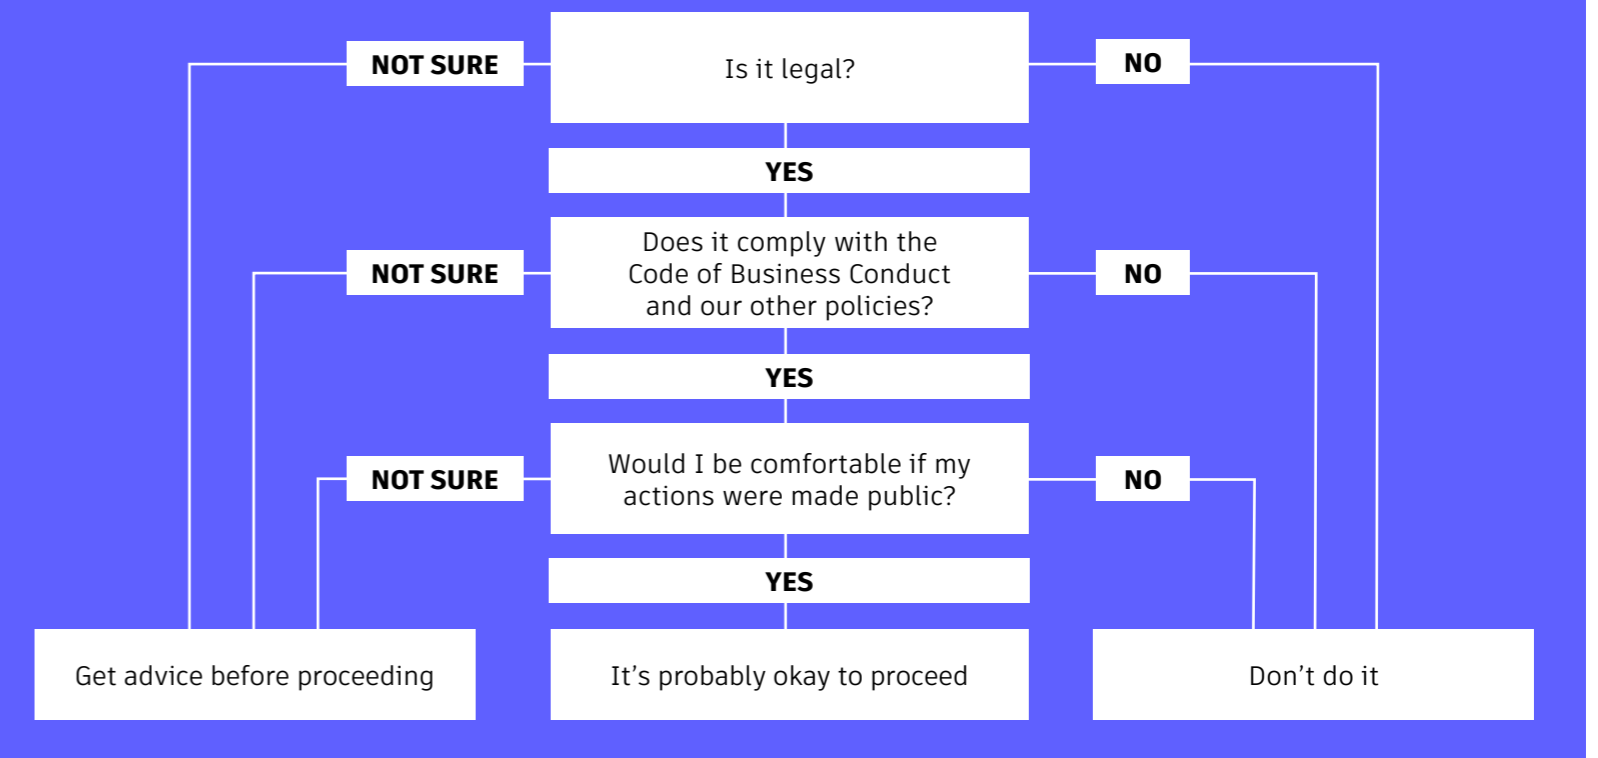 NOT SURE
Is it legal?
NO
YES
NOT SURE
Does it comply with the
Code of Business Conduct
and our other policies?
NO
YES
NOT SURE
Would I be comfortable if my
actions were made public?
NO
YES
Get advice before proceeding
It’s probably okay to proceed
Don’t do it